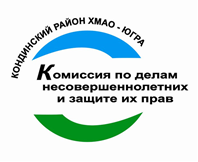 КОНДИНСКИЙ РАЙОН ХМАО - ЮГРА
Комиссия по делам
несовершеннолетних
и защите их прав